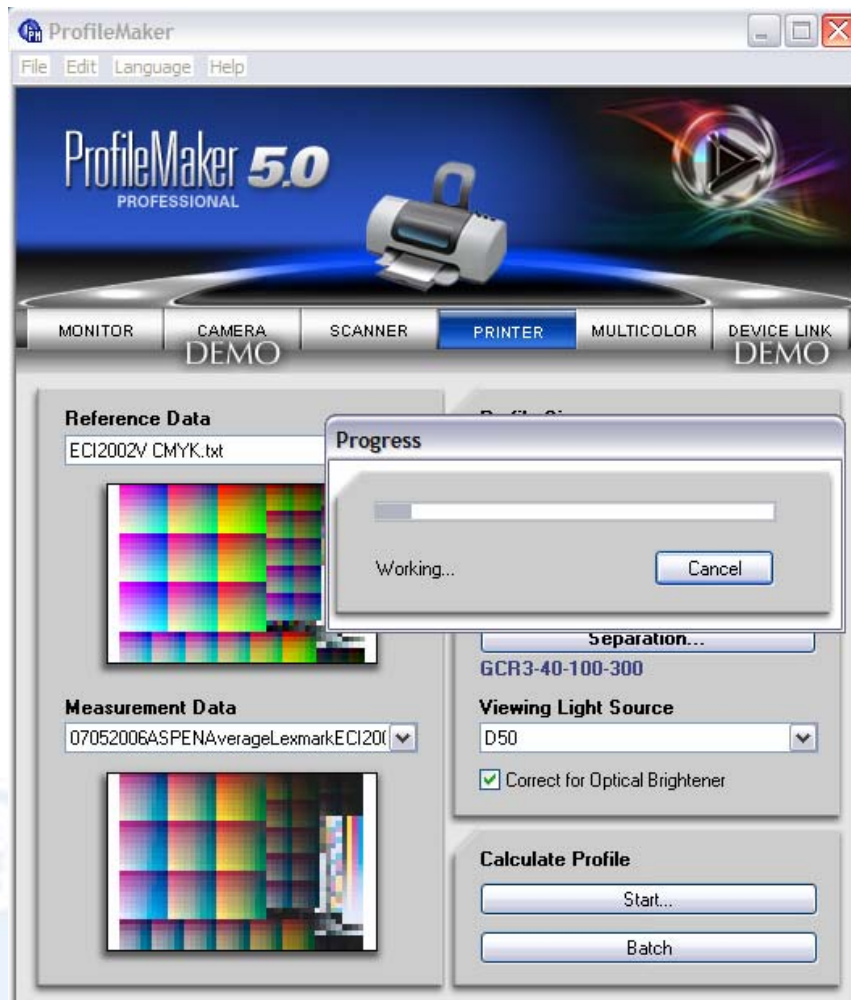 ProfileMaker
File Edit Language Help
ProfileMaker 5.0
PROFESSIONAL
MONITOR CAMERA SCANNER PRINTER MULTICOLOR DEVICE LINK
DEMO DEMO
Reference Data
ECI2002V CMYK.txt
Progress
Working...
Cancel
Separation...
GCR3-40-100-300
Measurement Data
07052006ASPENAverageLexmarkECI200
Viewing Light Source
D50
Correct for Optical Brightener
Calculate Profile
Start...
Batch